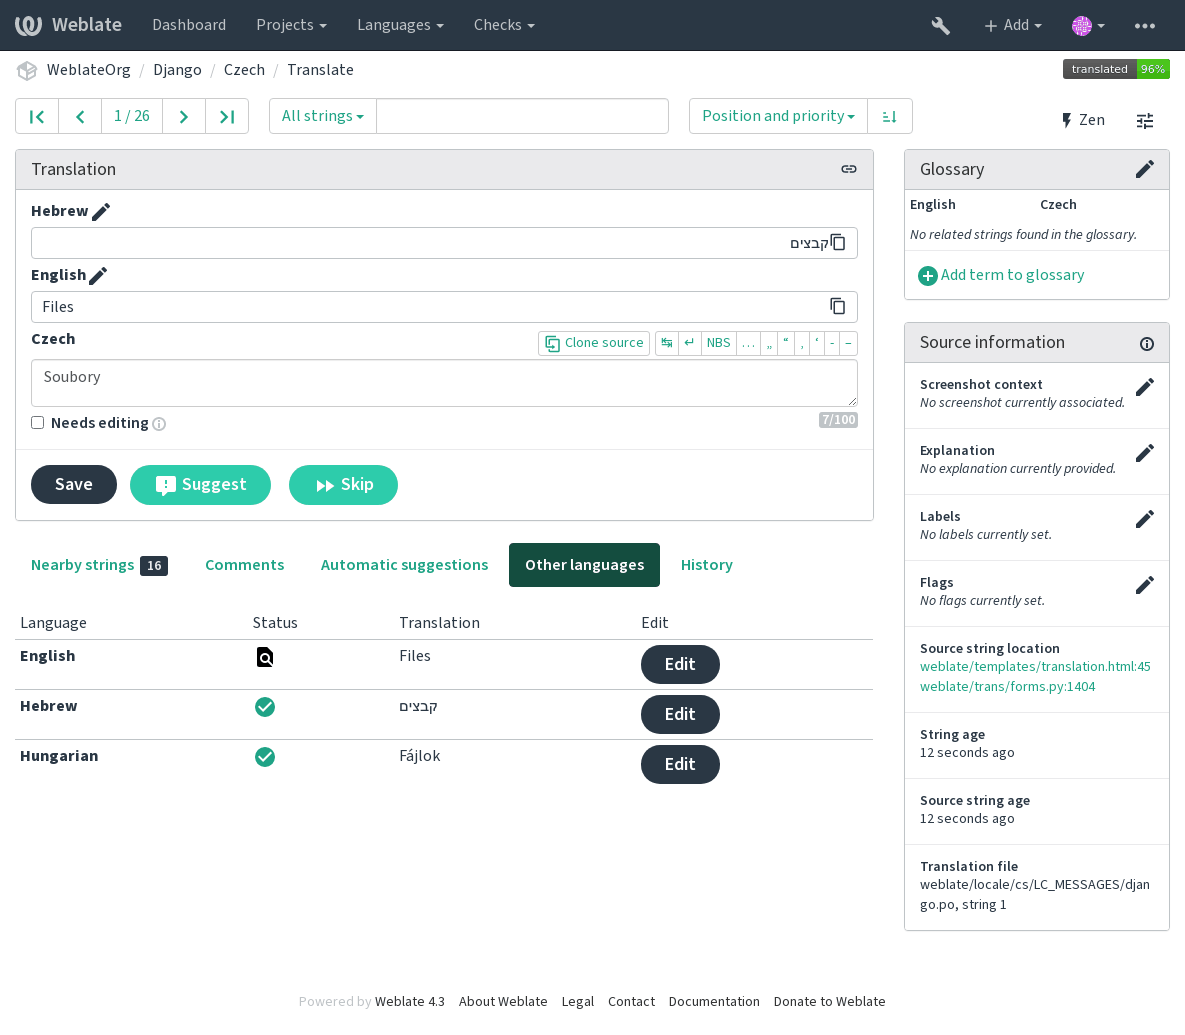 Weblate Dashboard Projects Languages Checks Add
WeblateOrg / Django / Czech / Translate translated 96%
1 / 26 All strings Position and priority Zen
Translation
Hebrew
קבצים
English
Files
Czech Clone source ↹ ↵ NBS … „ “ ‚ ‘ - –
Soubory
Needs editing 7/100
Save Suggest Skip
Nearby strings 16 Comments Automatic suggestions Other languages History
Language Status Translation Edit
English Files Edit
Hebrew קבצים Edit
Hungarian Fájlok Edit
Glossary
English Czech
No related strings found in the glossary.
Add term to glossary
Source information
Screenshot context
No screenshot currently associated.
Explanation
No explanation currently provided.
Labels
No labels currently set.
Flags
No flags currently set.
Source string location
weblate/templates/translation.html:45
weblate/trans/forms.py:1404
String age
12 seconds ago
Source string age
12 seconds ago
Translation file
weblate/locale/cs/LC_MESSAGES/djan
go.po, string 1
Powered by Weblate 4.3 About Weblate Legal Contact Documentation Donate to Weblate